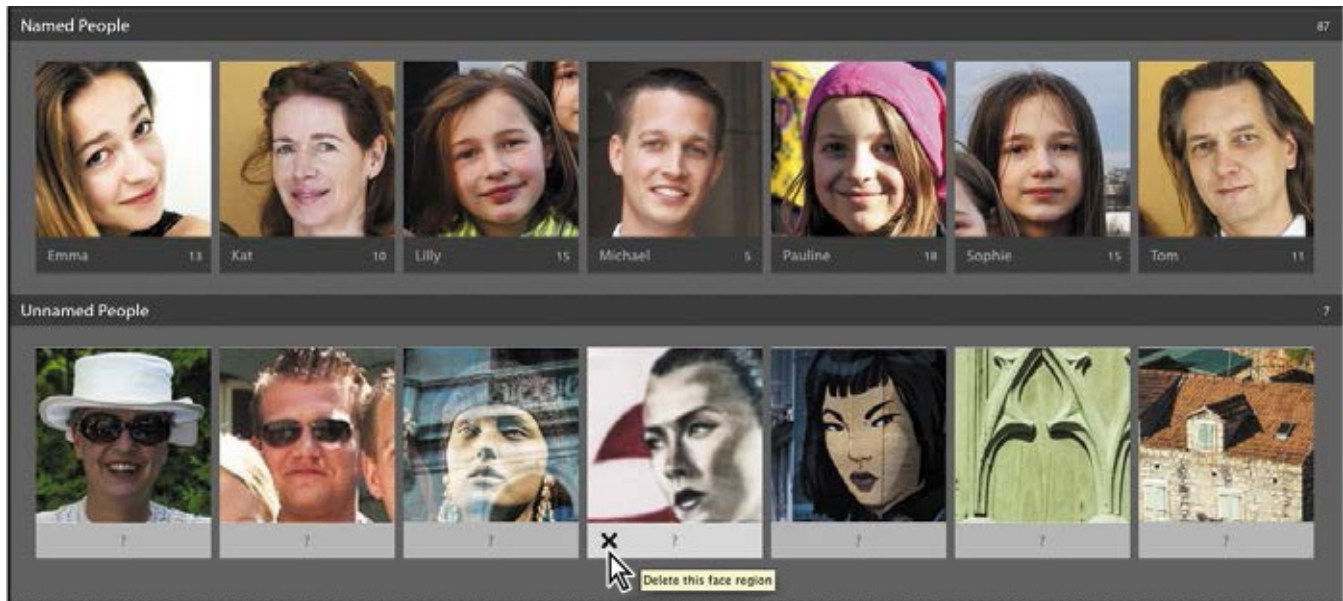 Named People 87
Emma 13 Kat 10 Lilly 15 Michael 5 Pauline 18 Sophie 15 Tom 11
Unnamed People 7
? ? ? ? ? ? ?
Delete this face region